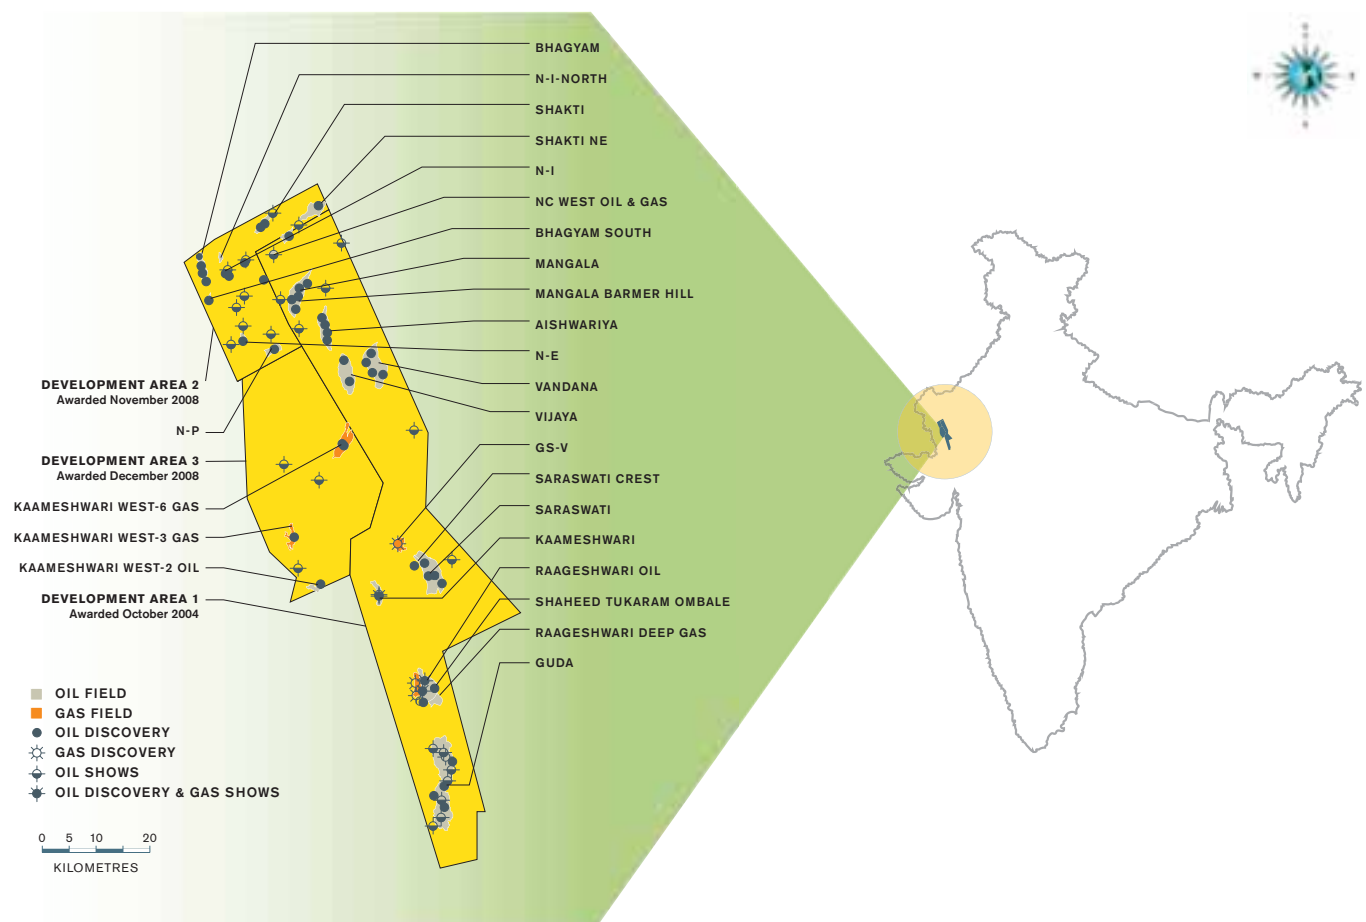 BHAGYAM
N-I-NORTH
SHAKTI
SHAKTI NE
N-I
NC WEST OIL & GAS
BHAGYAM SOUTH
MANGALA
MANGALA BARMER HILL
AISHWARIYA
N-E
VANDANA
VIJAYA
GS-V
SARASWATI CREST
SARASWATI
KAAMESHWARI
RAAGESHWARI OIL
SHAHEED TUKARAM OMBALE
RAAGESHWARI DEEP GAS
GUDA
DEVELOPMENT AREA 2
Awarded November 2008
N-P
DEVELOPMENT AREA 3
Awarded December 2008
KAAMESHWARI WEST-6 GAS
KAAMESHWARI WEST-3 GAS
KAAMESHWARI WEST-2 OIL
DEVELOPMENT AREA 1
Awarded October 2004
OIL FIELD
GAS FIELD
OIL DISCOVERY
GAS DISCOVERY
OIL SHOWS
OIL DISCOVERY & GAS SHOWS
0 5 10 20
KILOMETRES